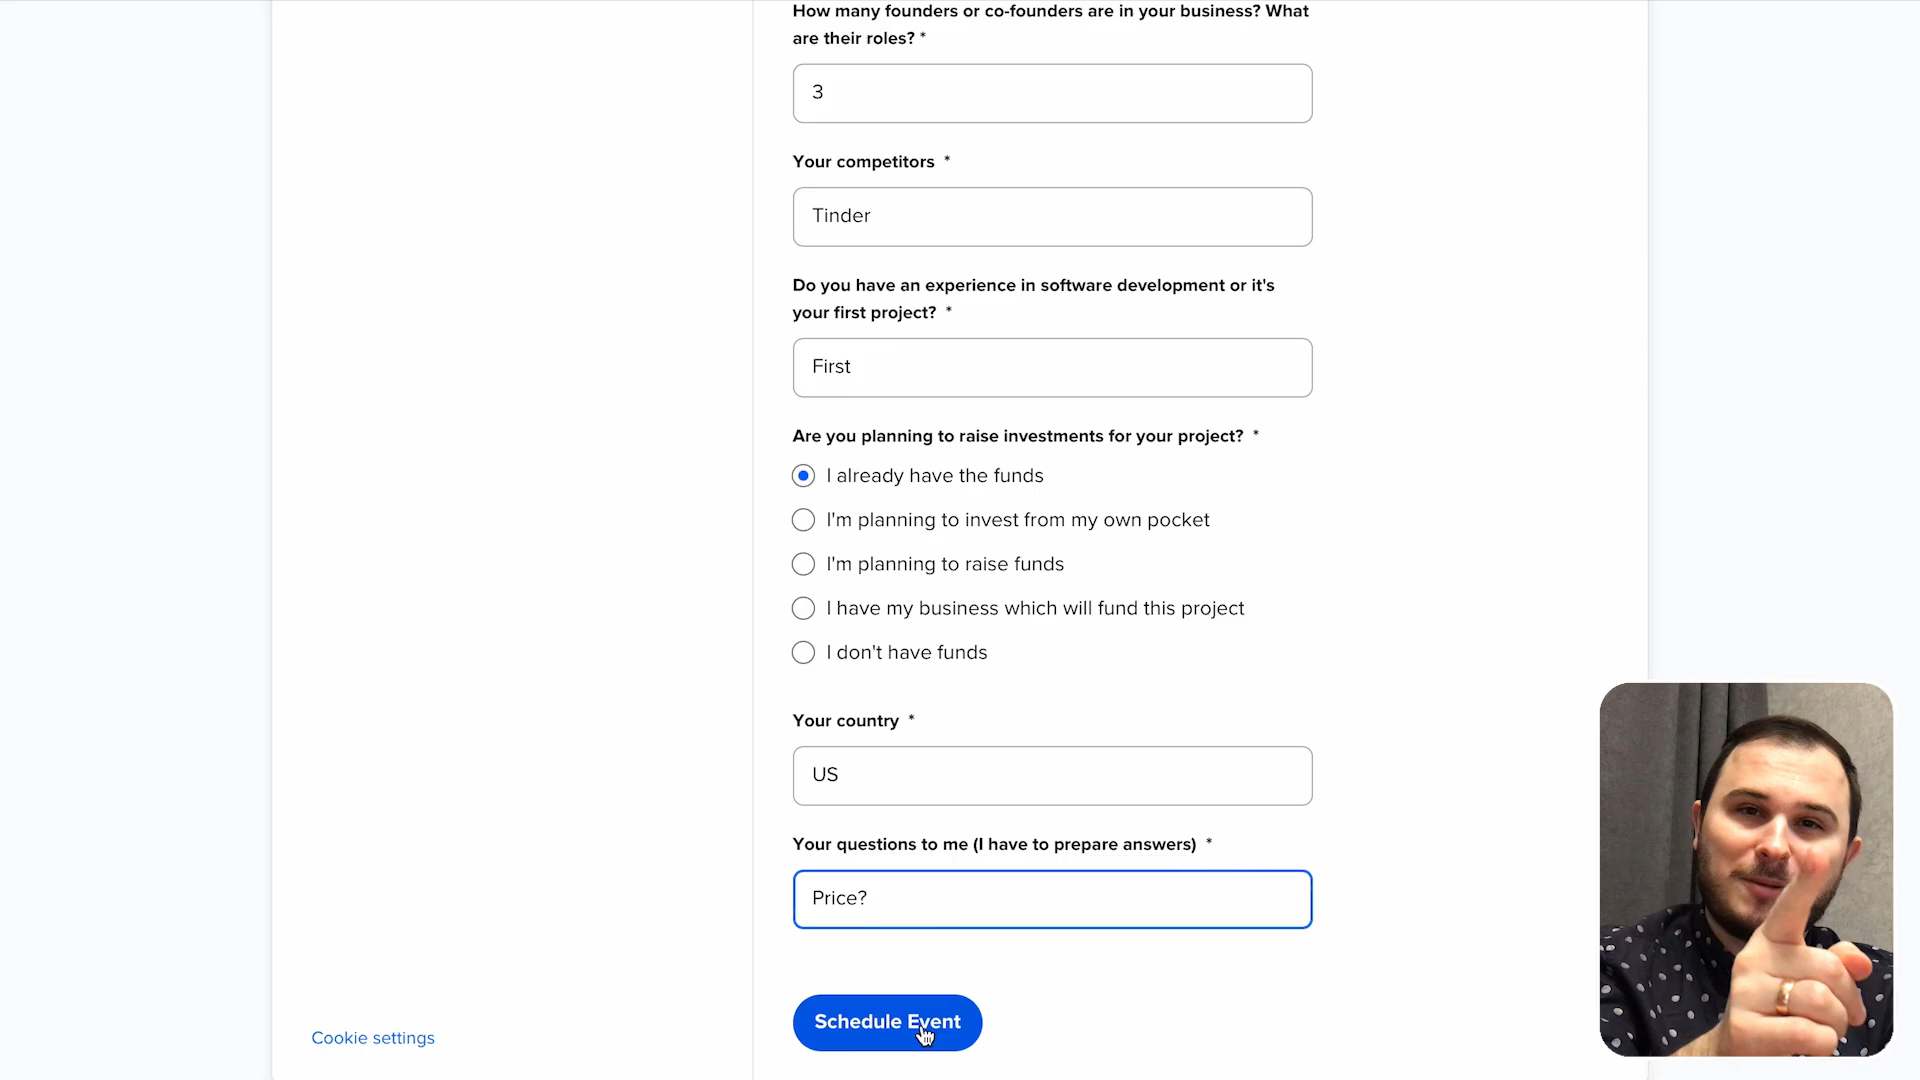 How many founders or co-founders are in your business? What
are their roles? *
3
Your competitors *
Tinder
Do you have an experience in software development or it's
your first project? *
First
Are you planning to raise investments for your project? *
I already have the funds
I'm planning to invest from my own pocket
I'm planning to raise funds
I have my business which will fund this project
I don't have funds
Your country *
US
Your questions to me (I have to prepare answers) *
Price?
Schedule Event
Cookie settings